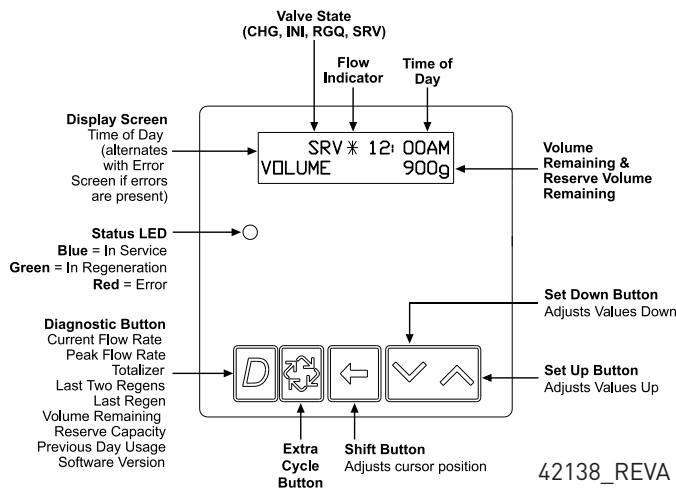 Valve State
(CHG, INI, RGQ, SRV)
Flow
Indicator
Time of
Day
Display Screen
Time of Day
(alternates
with Error
Screen if errors
are present)
SRV * 12: 00AM
VOLUME 900g
Volume
Remaining &
Reserve Volume
Remaining
Status LED
Blue = In Service
Green = In Regeneration
Red = Error
Set Down Button
Adjusts Values Down
Diagnostic Button
Current Flow Rate
Peak Flow Rate
Totalizer
Last Two Regens
Last Regen
Volume Remaining
Reserve Capacity
Previous Day Usage
Software Version
D
Set Up Button
Adjusts Values Up
Extra
Cycle
Button
Shift Button
Adjusts cursor position
42138_REVA